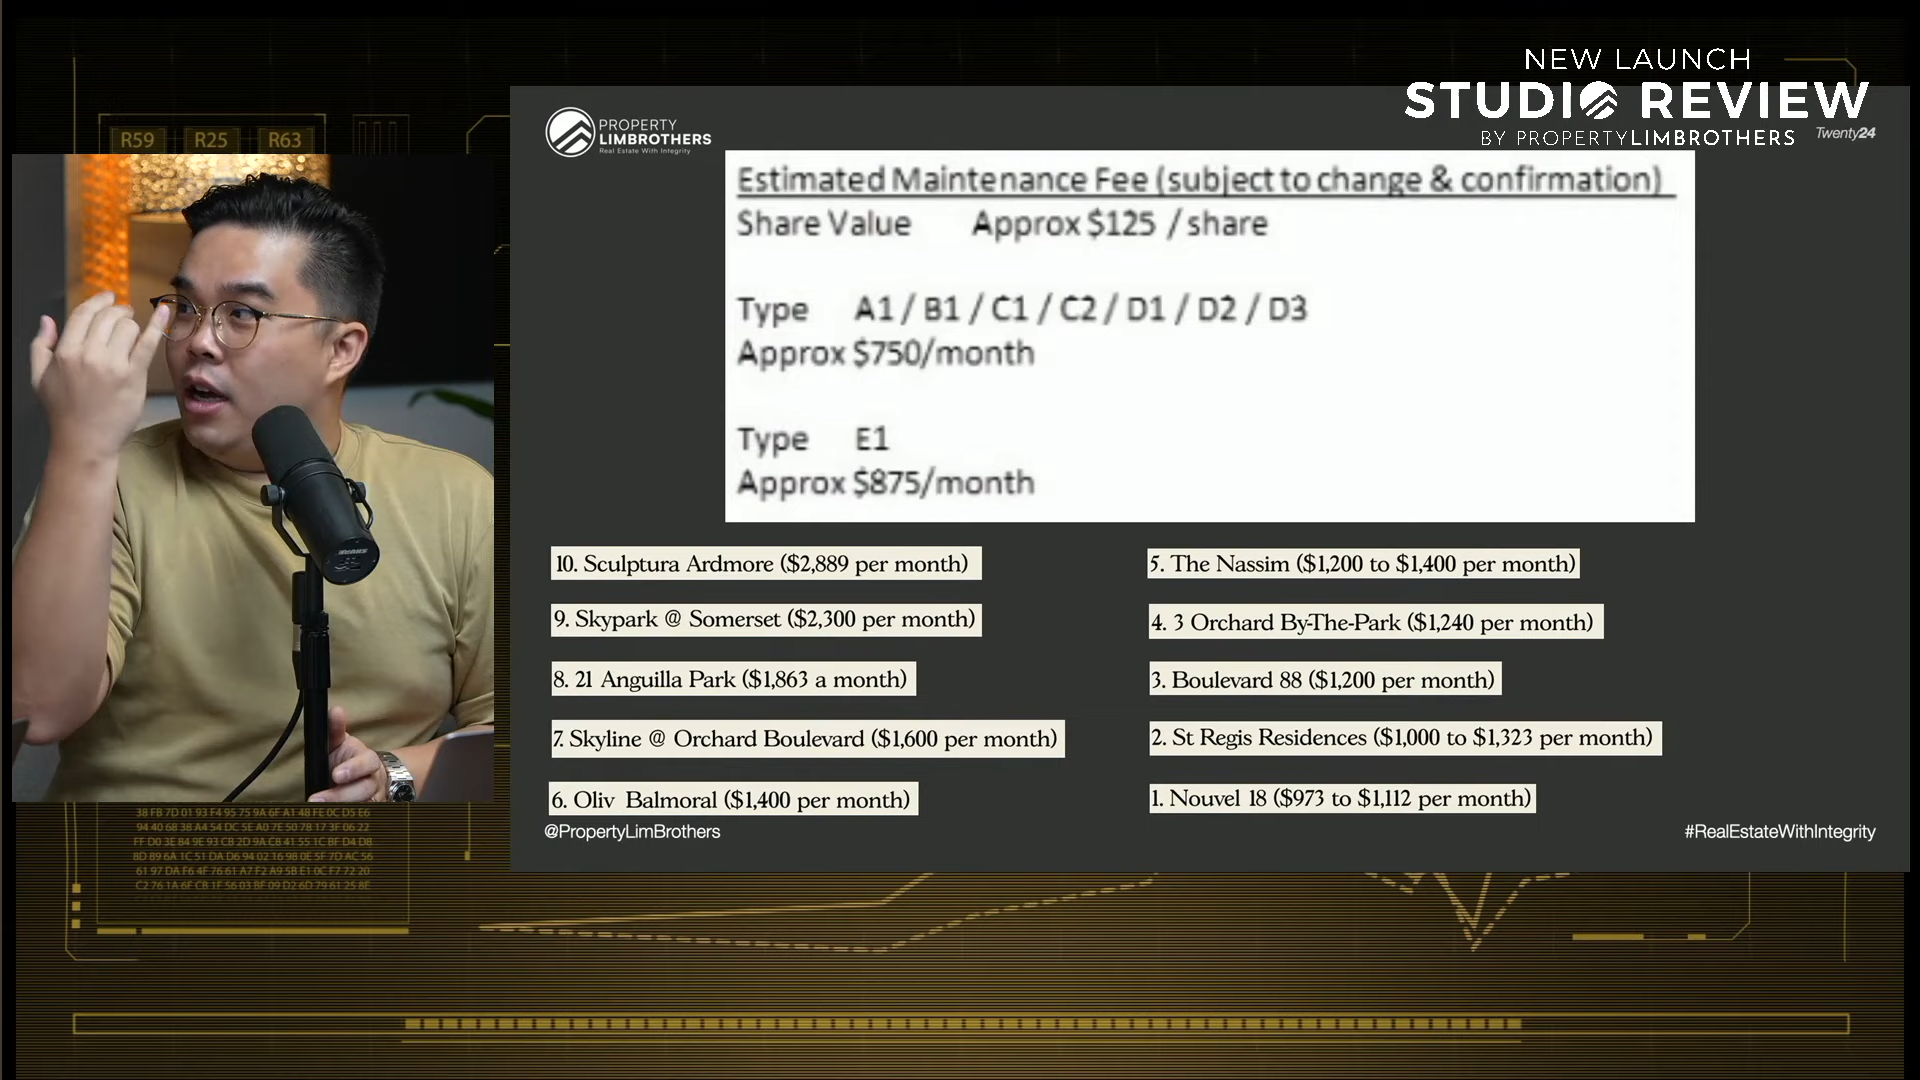 NEW LAUNCH
STUDIO REVIEW
BY PROPERTYLIMBROTHERS Twenty24
R59 R25 R63
PROPERTY
LIMBROTHERS
Real Estate With Integrity
Estimated Maintenance Fee (subject to change & confirmation)
Share Value Approx $125 / share
Type A1 / B1 / C1 / C2 / D1 / D2 / D3
Approx $750/month
Type E1
Approx $875/month
10. Sculptura Ardmore ($2,889 per month)
9. Skypark @ Somerset ($2,300 per month)
8. 21 Anguilla Park ($1,863 a month)
7. Skyline @ Orchard Boulevard ($1,600 per month)
6. Oliv Balmoral ($1,400 per month)
5. The Nassim ($1,200 to $1,400 per month)
4. 3 Orchard By-The-Park ($1,240 per month)
3. Boulevard 88 ($1,200 per month)
2. St Regis Residences ($1,000 to $1,323 per month)
1. Nouvel 18 ($973 to $1,112 per month)
@PropertyLimBrothers
#RealEstateWithIntegrity
SHURE